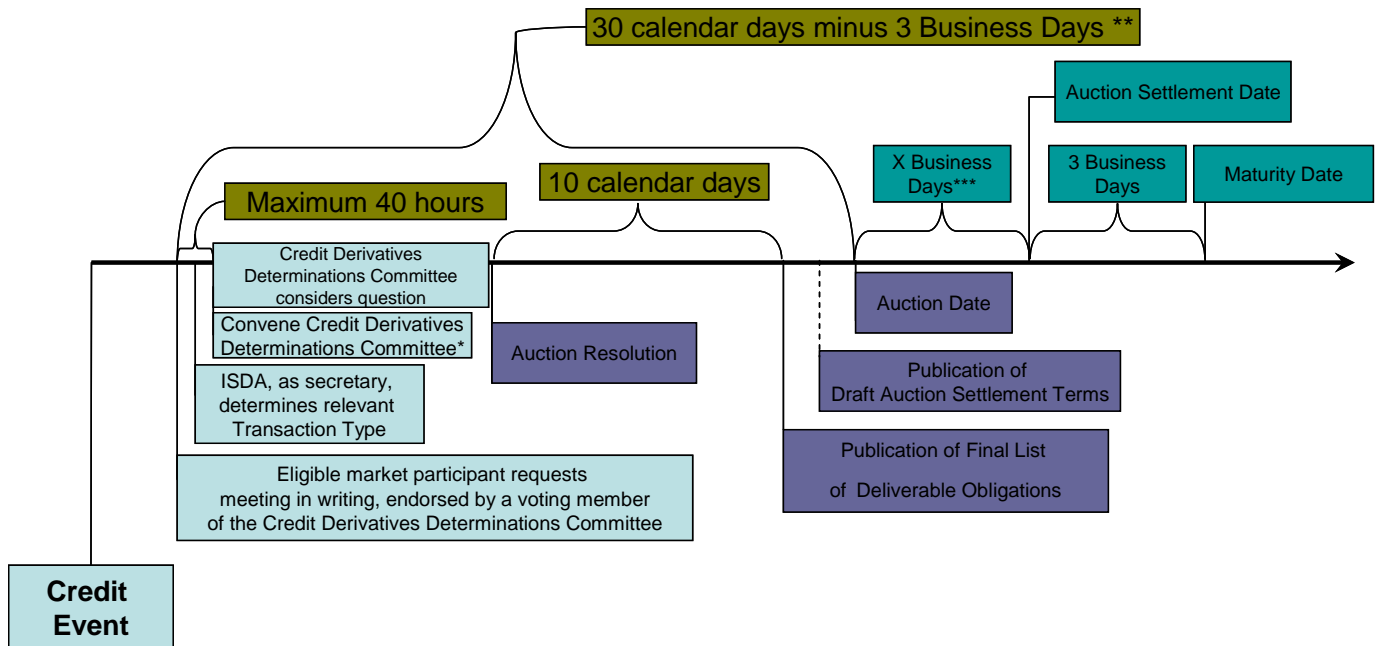 30 calendar days minus 3 Business Days **
Auction Settlement Date
X Business
Days***
3 Business
Days
Maturity Date
10 calendar days
Maximum 40 hours
Credit Derivatives
Determinations Committee
considers question
Convene Credit Derivatives
Determinations Committee*
ISDA, as secretary,
determines relevant
Transaction Type
Eligible market participant requests
meeting in writing, endorsed by a voting member
of the Credit Derivatives Determinations Committee
Credit
Event
Auction Resolution
Auction Date
Publication of
Draft Auction Settlement Terms
Publication of Final List
of Deliverable Obligations